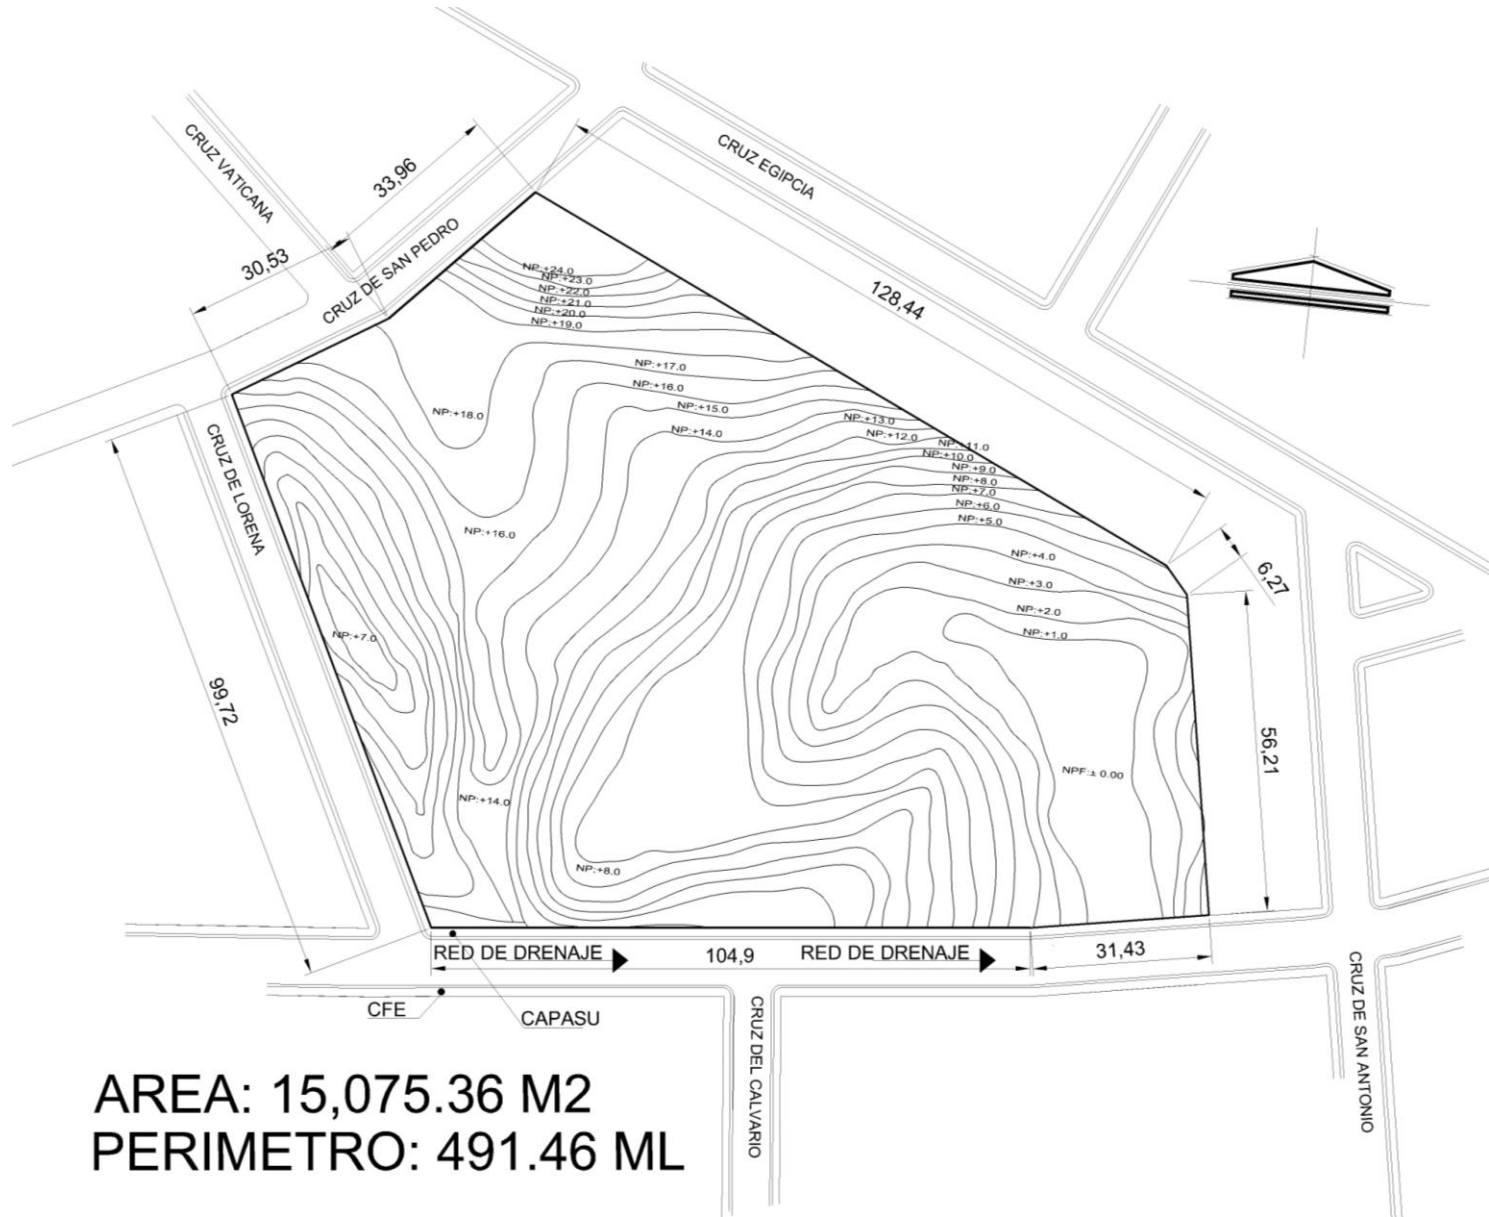 CRUZ VATICANA
33,96
CRUZ EGIPCIA
30,53
CRUZ DE SAN PEDRO
128,44
NP:+24.0
NP:+23.0
NP:+22.0
NP:+21.0
NP:+20.0
NP:+19.0
NP:+17.0
NP:+16.0
NP:+18.0
NP:+15.0
NP:+14.0
NP:+13.0
NP:+12.0
NP:+11.0
NP:+10.0
NP:+9.0
NP:+8.0
NP:+7.0
NP:+6.0
NP:+5.0
CRUZ DE LORENA
NP:+16.0
NP:+4.0
NP:+3.0
NP:+2.0
NP:+1.0
6,27
NP:+7.0
99,72
56,21
NPF:± 0.00
NP:+14.0
NP:+8.0
RED DE DRENAJE
104,9
RED DE DRENAJE
31,43
CFE
CAPASU
CRUZ DEL CALVARIO
CRUZ DE SAN ANTONIO
AREA: 15,075.36 M2
PERIMETRO: 491.46 ML